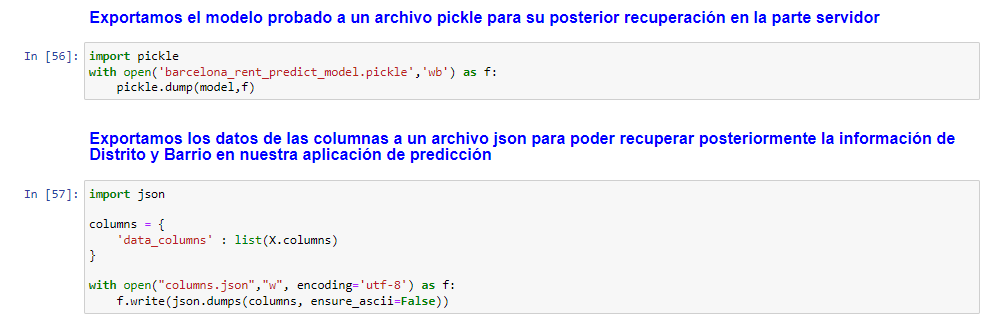 Exportamos el modelo probado a un archivo pickle para su posterior recuperación en la parte servidor
In [56]: import pickle
with open('barcelona_rent_predict_model.pickle','wb') as f:
    pickle.dump(model,f)
Exportamos los datos de las columnas a un archivo json para poder recuperar posteriormente la información de
Distrito y Barrio en nuestra aplicación de predicción
In [57]: import json
columns = {
    'data_columns' : list(X.columns)
}
with open("columns.json","w", encoding='utf-8') as f:
    f.write(json.dumps(columns, ensure_ascii=False))